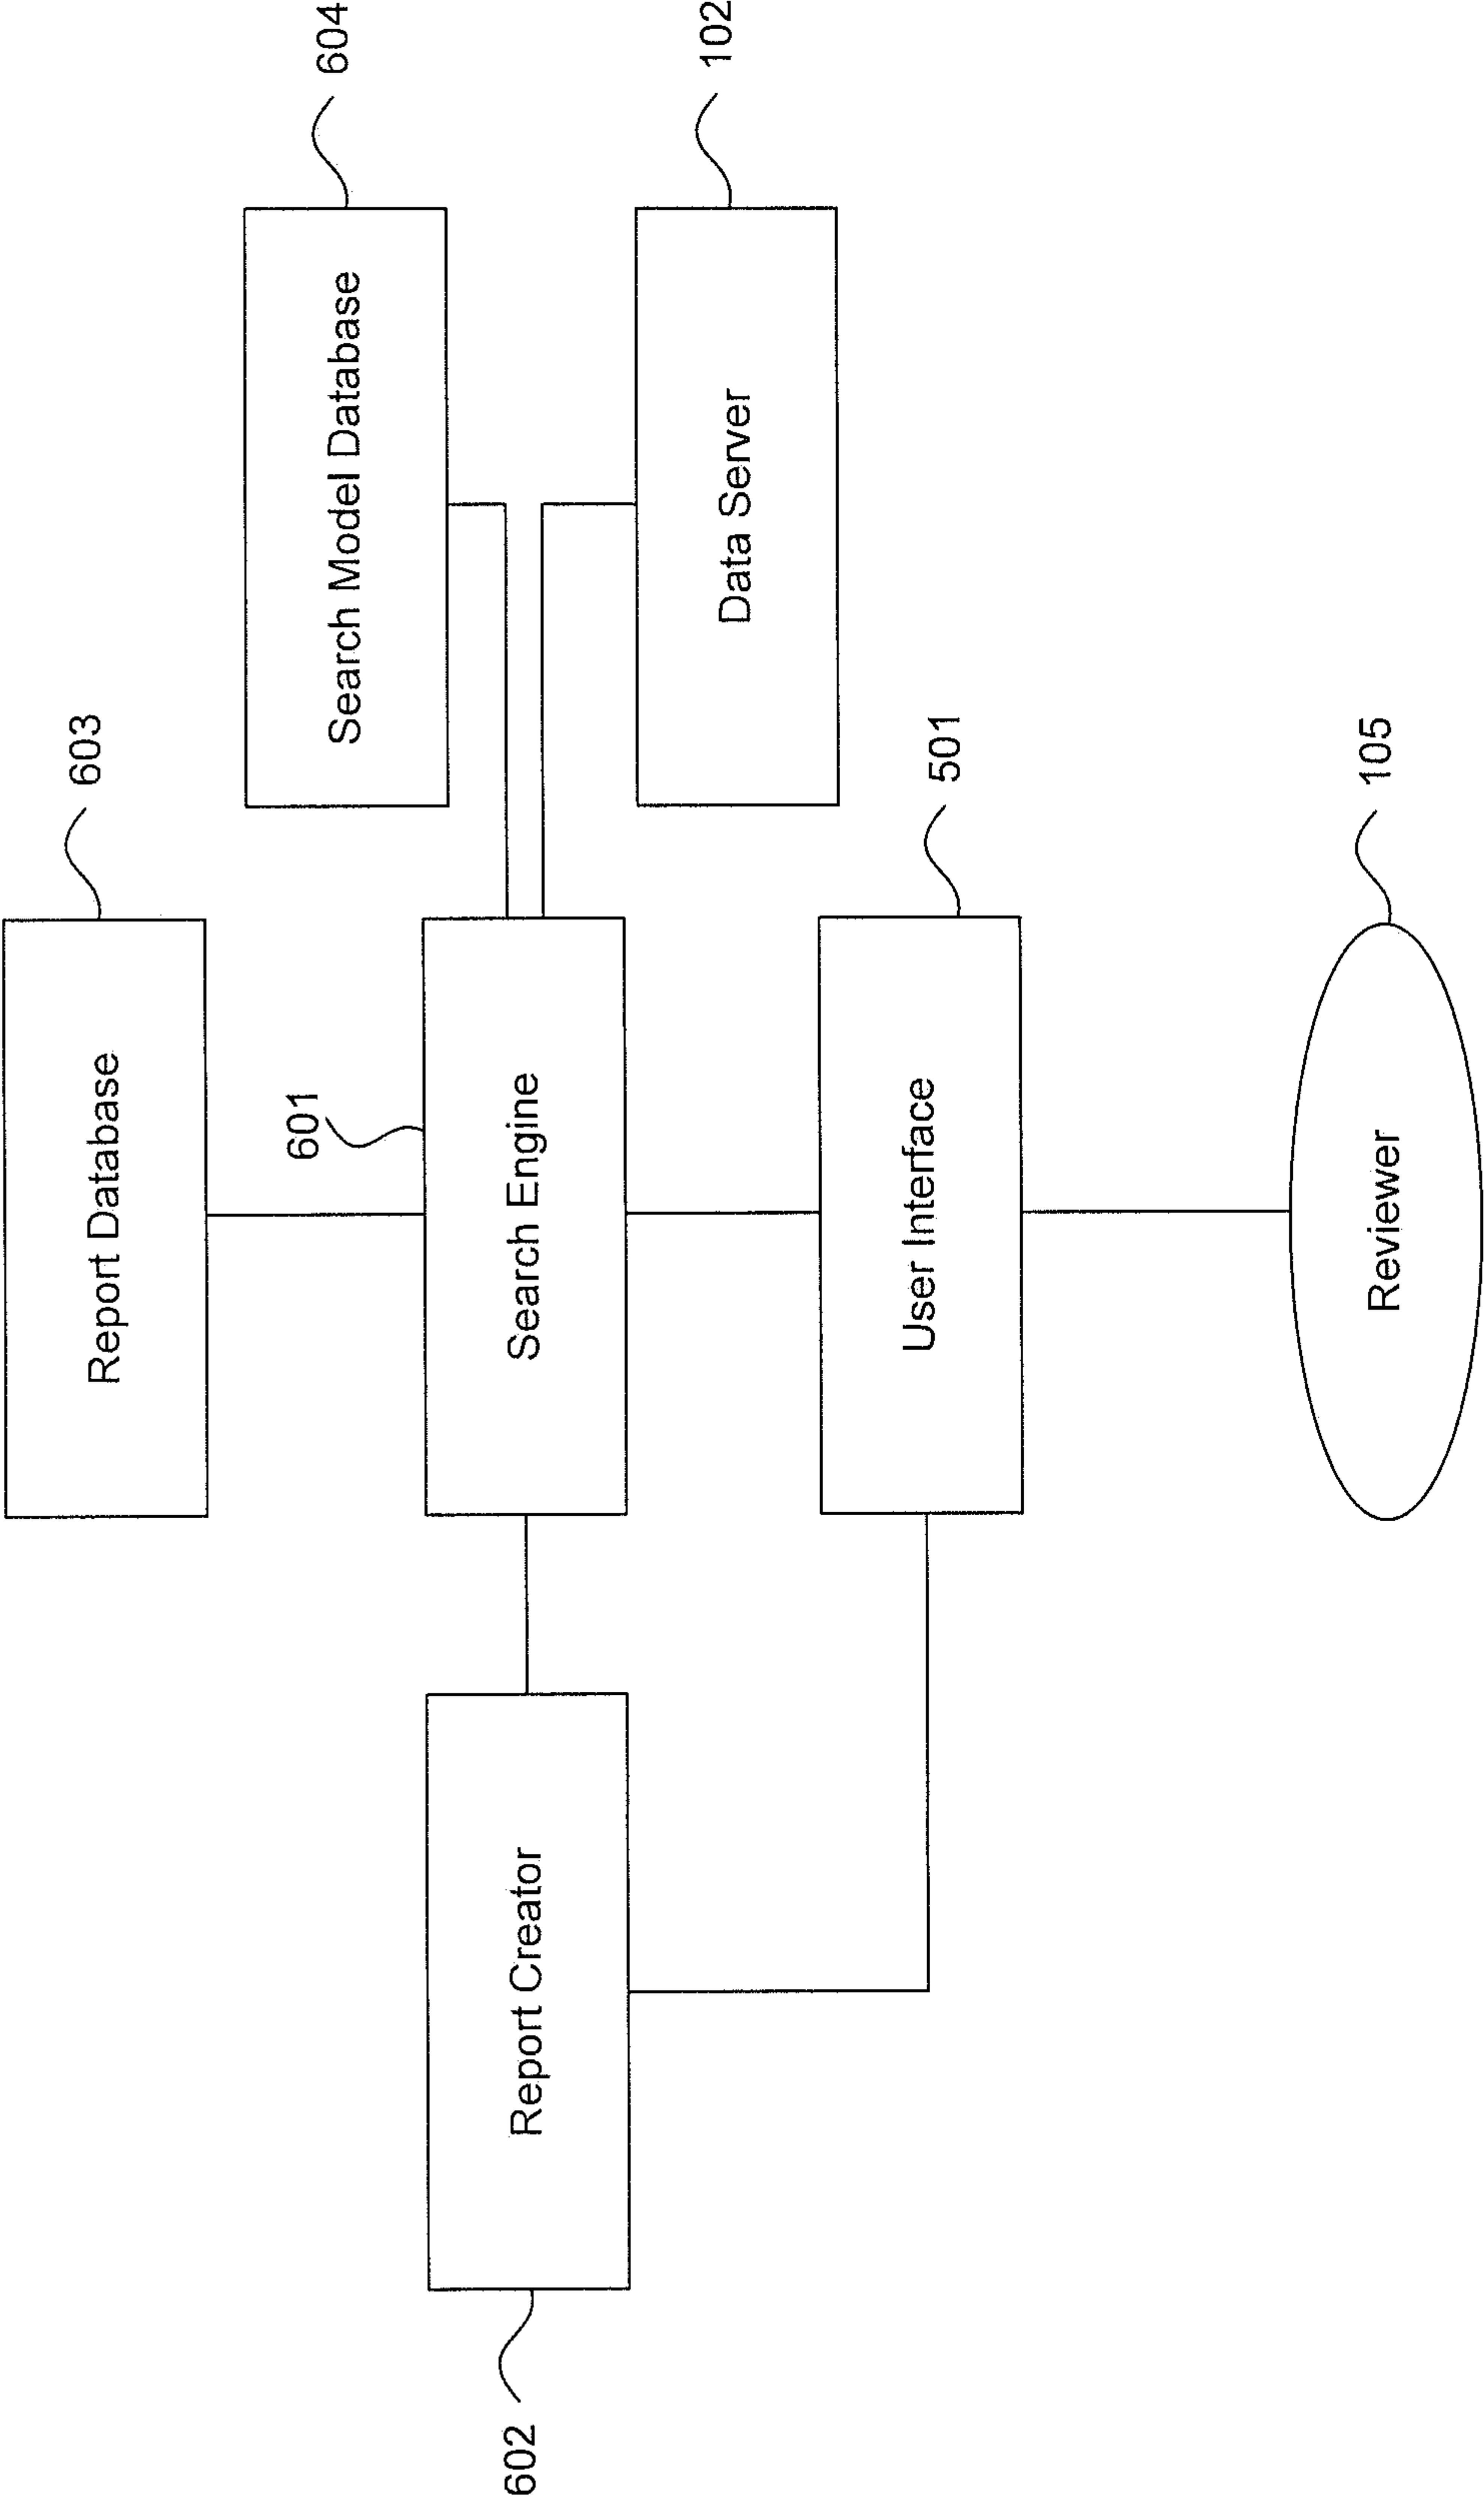 603
Report Database
604
Search Model Database
601
602
Report Creator
Search Engine
102
Data Server
501
User Interface
105
Reviewer